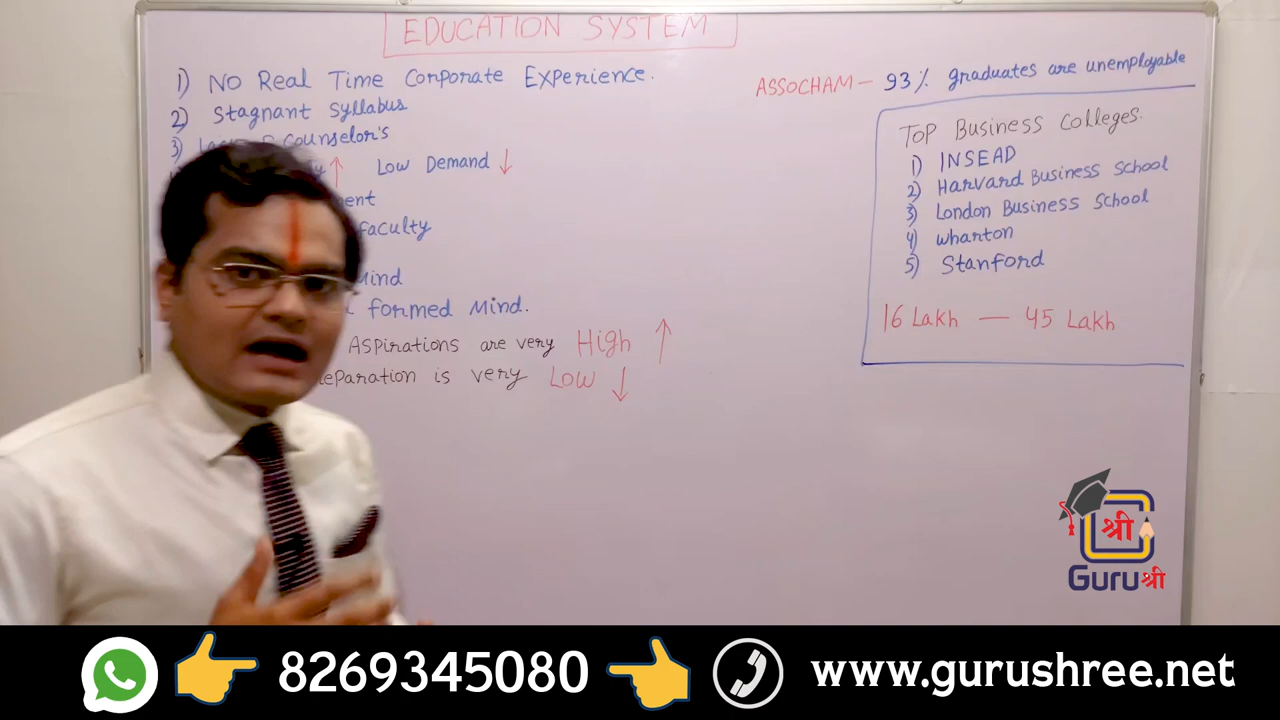 EDUCATION SYSTEM
1) NO Real Time Corporate Experience.
2) Stagnant Syllabus
3) Counselor's
Low Demand ↓
faculty
Mind
formed Mind.
Aspirations are very High ↑
is very Low ↓
ASSOCHAM — 93% graduates are unemployable
TOP Business Colleges.
1) INSEAD
2) Harvard Business School
3) London Business School
4) Wharton
5) Stanford
16 Lakh — 45 Lakh
श्री
Guruश्री
8269345080
www.gurushree.net